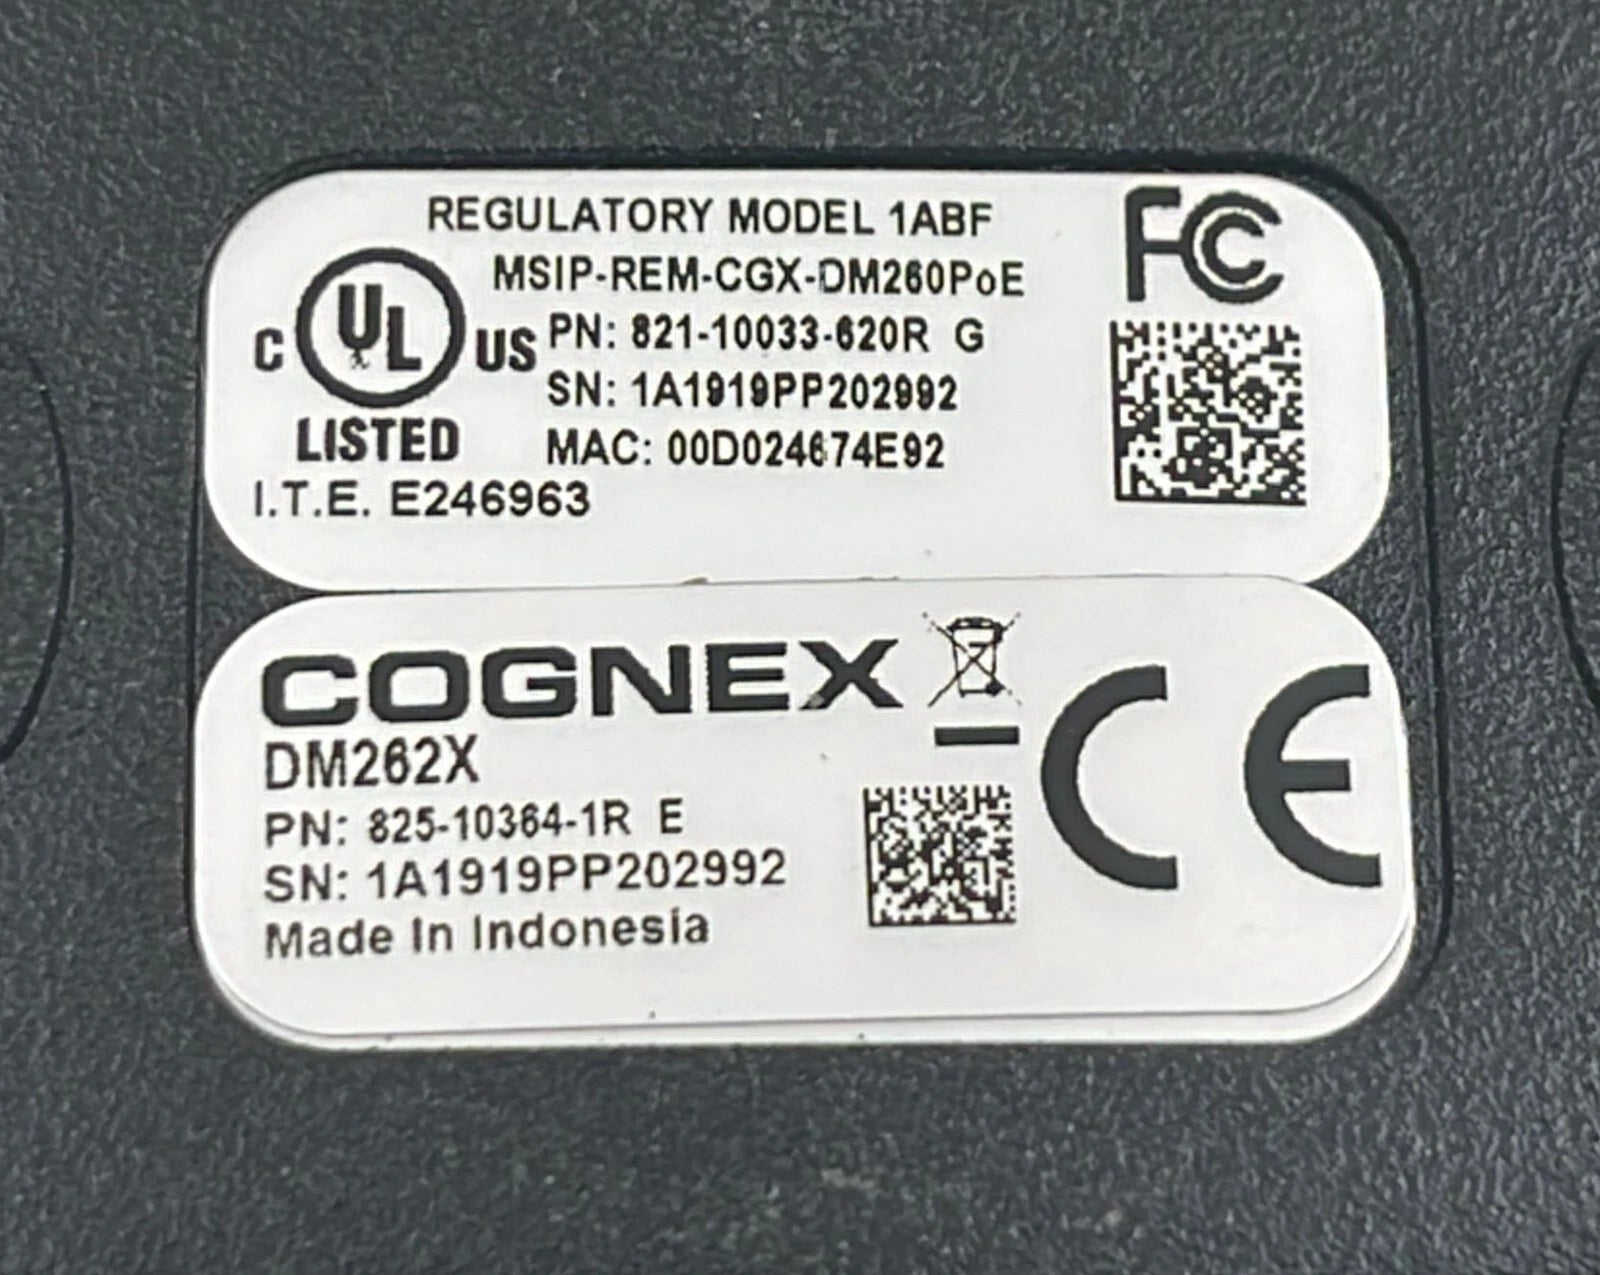 REGULATORY MODEL 1ABF
MSIP-REM-CGX-DM260PoE
PN: 821-10033-620R G
SN: 1A1919PP202992
MAC: 00D024674E92
C UL US
LISTED
I.T.E. E246963
FC
COGNEX
DM262X
PN: 825-10364-1R E
SN: 1A1919PP202992
Made In Indonesia
CE